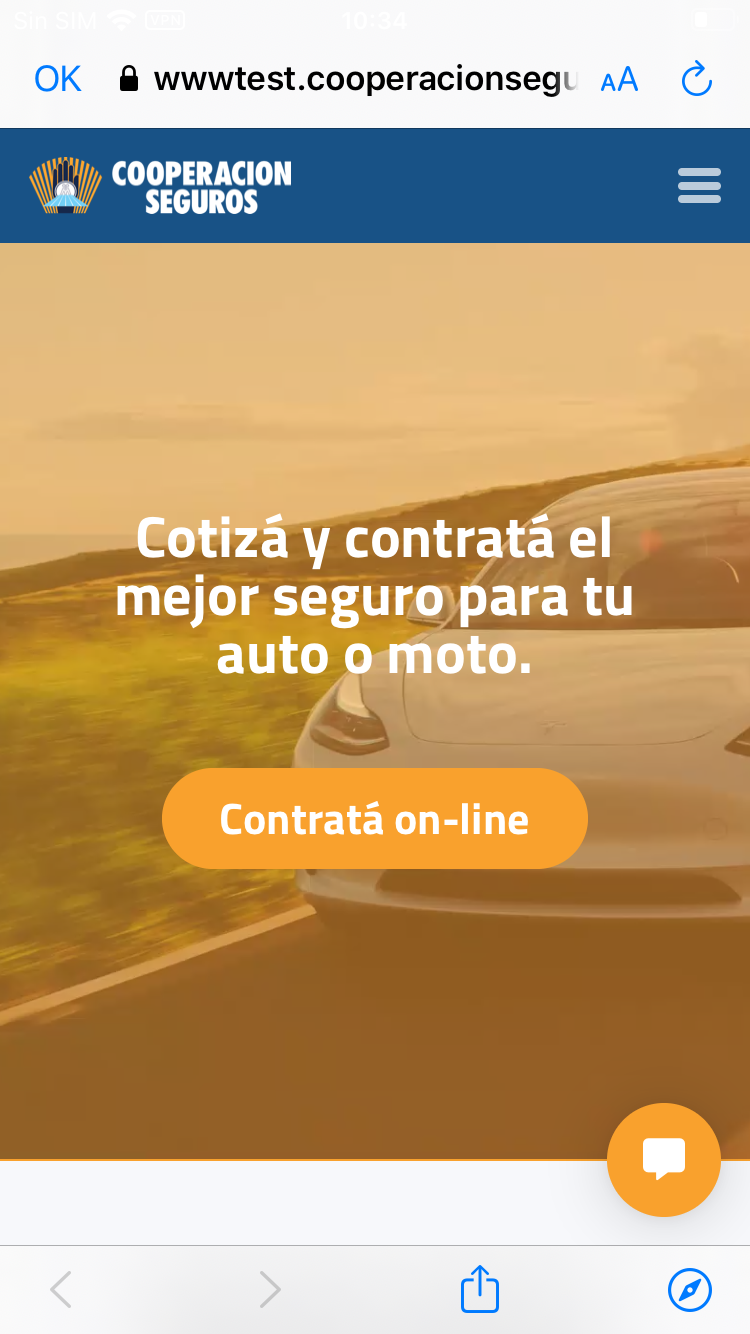 Sin SIM VPN 10:34
OK wwwtest.cooperacionsegu AA
COOPERACION
SEGUROS
Cotizá y contratá el
mejor seguro para tu
auto o moto.
Contratá on-line